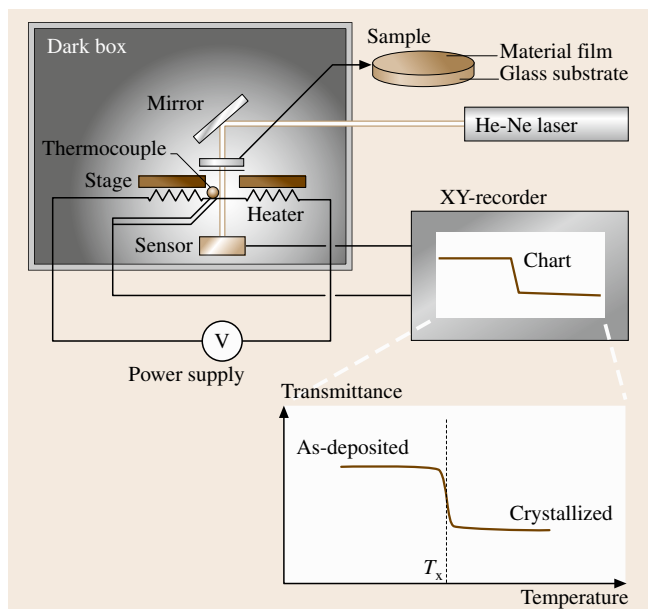 Dark box
Sample
Material film
Glass substrate
Mirror
He-Ne laser
Thermocouple
Stage
Heater
XY-recorder
Sensor
Chart
V
Power supply
Transmittance
As-deposited
Crystallized
Tx
Temperature